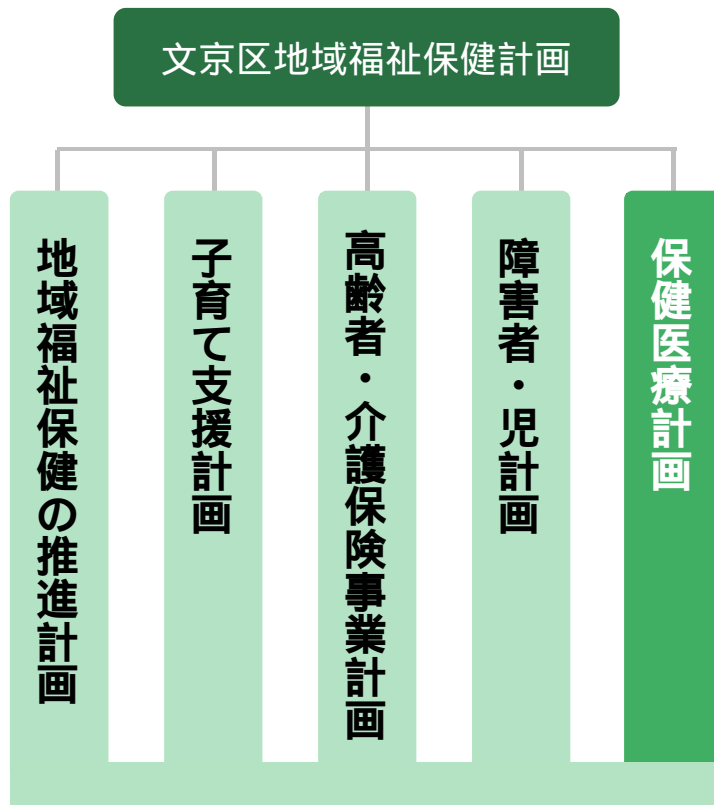 文京区地域福祉保健計画
地域福祉保健の推進計画
子育て支援計画
高齢者・介護保険事業計画
障害者・児計画
保健医療計画